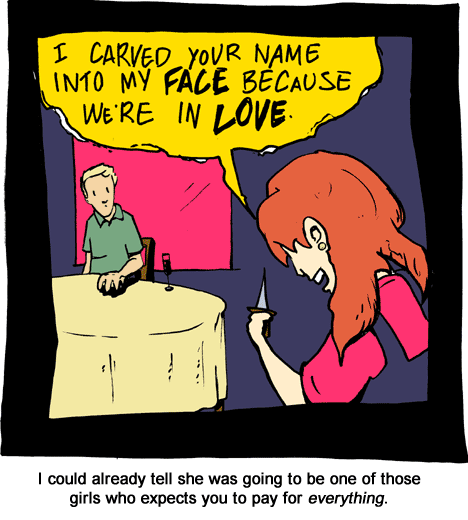 I CARVED YOUR NAME
INTO MY FACE BECAUSE
WE'RE IN LOVE.
I could already tell she was going to be one of those
girls who expects you to pay for everything.